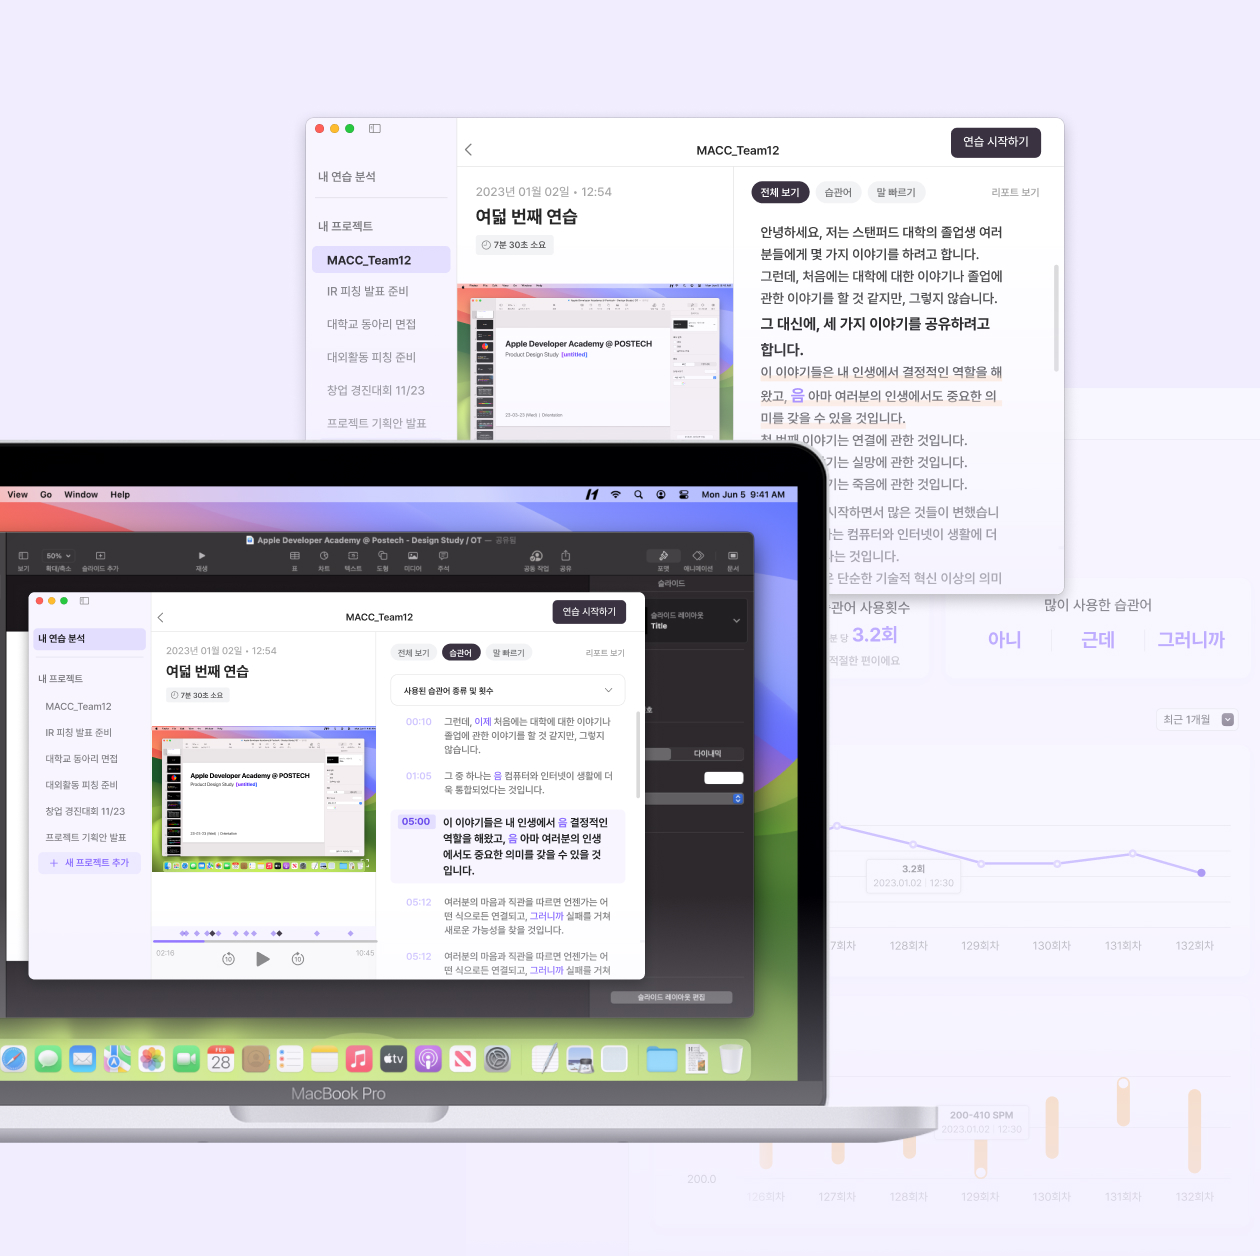 내 연습 분석
내 프로젝트
MACC_Team12
IR 피칭 발표 준비
대학교 동아리 면접
대외활동 피칭 준비
창업 경진대회 11/23
프로젝트 기획안 발표
MACC_Team12
연습 시작하기
2023년 01월 02일 • 12:54
여덟 번째 연습
7분 30초 소요
Apple Developer Academy @ POSTECH
Product Design Study [untitled]
23-03-23 (Wed) | Orientation
전체 보기
습관어
말 빠르기
리포트 보기
안녕하세요, 저는 스탠퍼드 대학의 졸업생 여러
분들에게 몇 가지 이야기를 하려고 합니다.
그런데, 처음에는 대학에 대한 이야기나 졸업에
관한 이야기를 할 것 같지만, 그렇지 않습니다.
그 대신에, 세 가지 이야기를 공유하려고
합니다.
이 이야기들은 내 인생에서 결정적인 역할을 해
왔고, 음 아마 여러분의 인생에서도 중요한 의
미를 갖을 수 있을 것입니다.
첫 번째 이야기는 연결에 관한 것입니다.
기는 실망에 관한 것입니다.
기는 죽음에 관한 것입니다.
시작하면서 많은 것들이 변했습니
는 컴퓨터와 인터넷이 생활에 더
는 것입니다.
단순한 기술적 혁신 이상의 의미
관어 사용횟수
분 당 3.2회
적절한 편이에요
많이 사용한 습관어
아니
근데
그러니까
최근 1개월
3.2회
2023.01.02 | 12:30
7회차
128회차
129회차
130회차
131회차
132회차
200-410 SPM
2023.01.02 | 12:30
200.0
126회차
127회차
128회차
129회차
130회차
131회차
132회차
View Go Window Help
Mon Jun 5 9:41 AM
Apple Developer Academy @ Postech - Design Study / OT — 공유됨
50%
보기
확대/축소
슬라이드 추가
재생
표
차트
텍스트
도형
미디어
주석
공동 작업
공유
포맷
애니메이션
문서
슬라이드
슬라이드 레이아웃
Title
다이내믹
슬라이드 레이아웃 편집
내 연습 분석
내 프로젝트
MACC_Team12
IR 피칭 발표 준비
대학교 동아리 면접
대외활동 피칭 준비
창업 경진대회 11/23
프로젝트 기획안 발표
+ 새 프로젝트 추가
MACC_Team12
연습 시작하기
2023년 01월 02일 • 12:54
여덟 번째 연습
7분 30초 소요
Apple Developer Academy @ POSTECH
Product Design Study [untitled]
23-03-23 (Wed) | Orientation
02:16
10:45
10
10
전체 보기
습관어
말 빠르기
리포트 보기
사용된 습관어 종류 및 횟수
00:10 그런데, 이제 처음에는 대학에 대한 이야기나
졸업에 관한 이야기를 할 것 같지만, 그렇지
않습니다.
01:05 그 중 하나는 음 컴퓨터와 인터넷이 생활에 더
욱 통합되었다는 것입니다.
05:00 이 이야기들은 내 인생에서 음 결정적인
역할을 해왔고, 음 아마 여러분의 인생
에서도 중요한 의미를 갖을 수 있을 것
입니다.
05:12 여러분의 마음과 직관을 따르면 언젠가는 어
떤 식으로든 연결되고, 그러니까 실패를 거쳐
새로운 가능성을 찾을 것입니다.
05:12 여러분의 마음과 직관을 따르면 언젠가는 어
떤 식으로든 연결되고, 그러니까 실패를 거쳐
FEB
28
tv
MacBook Pro